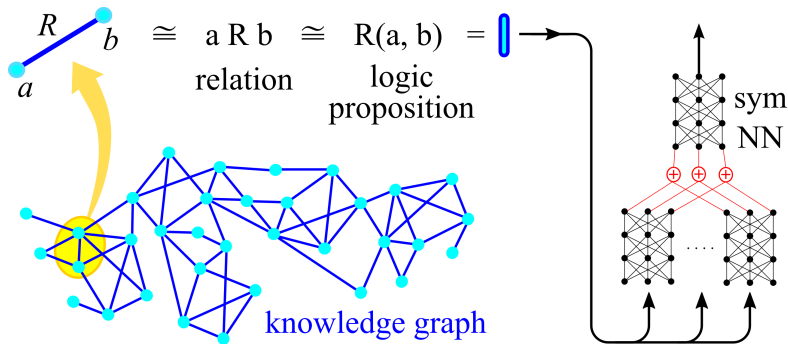 R
a
b
≅ a R b ≅ R(a, b) =
relation
logic
proposition
sym
NN
⊕ ⊕ ⊕
.....
knowledge graph